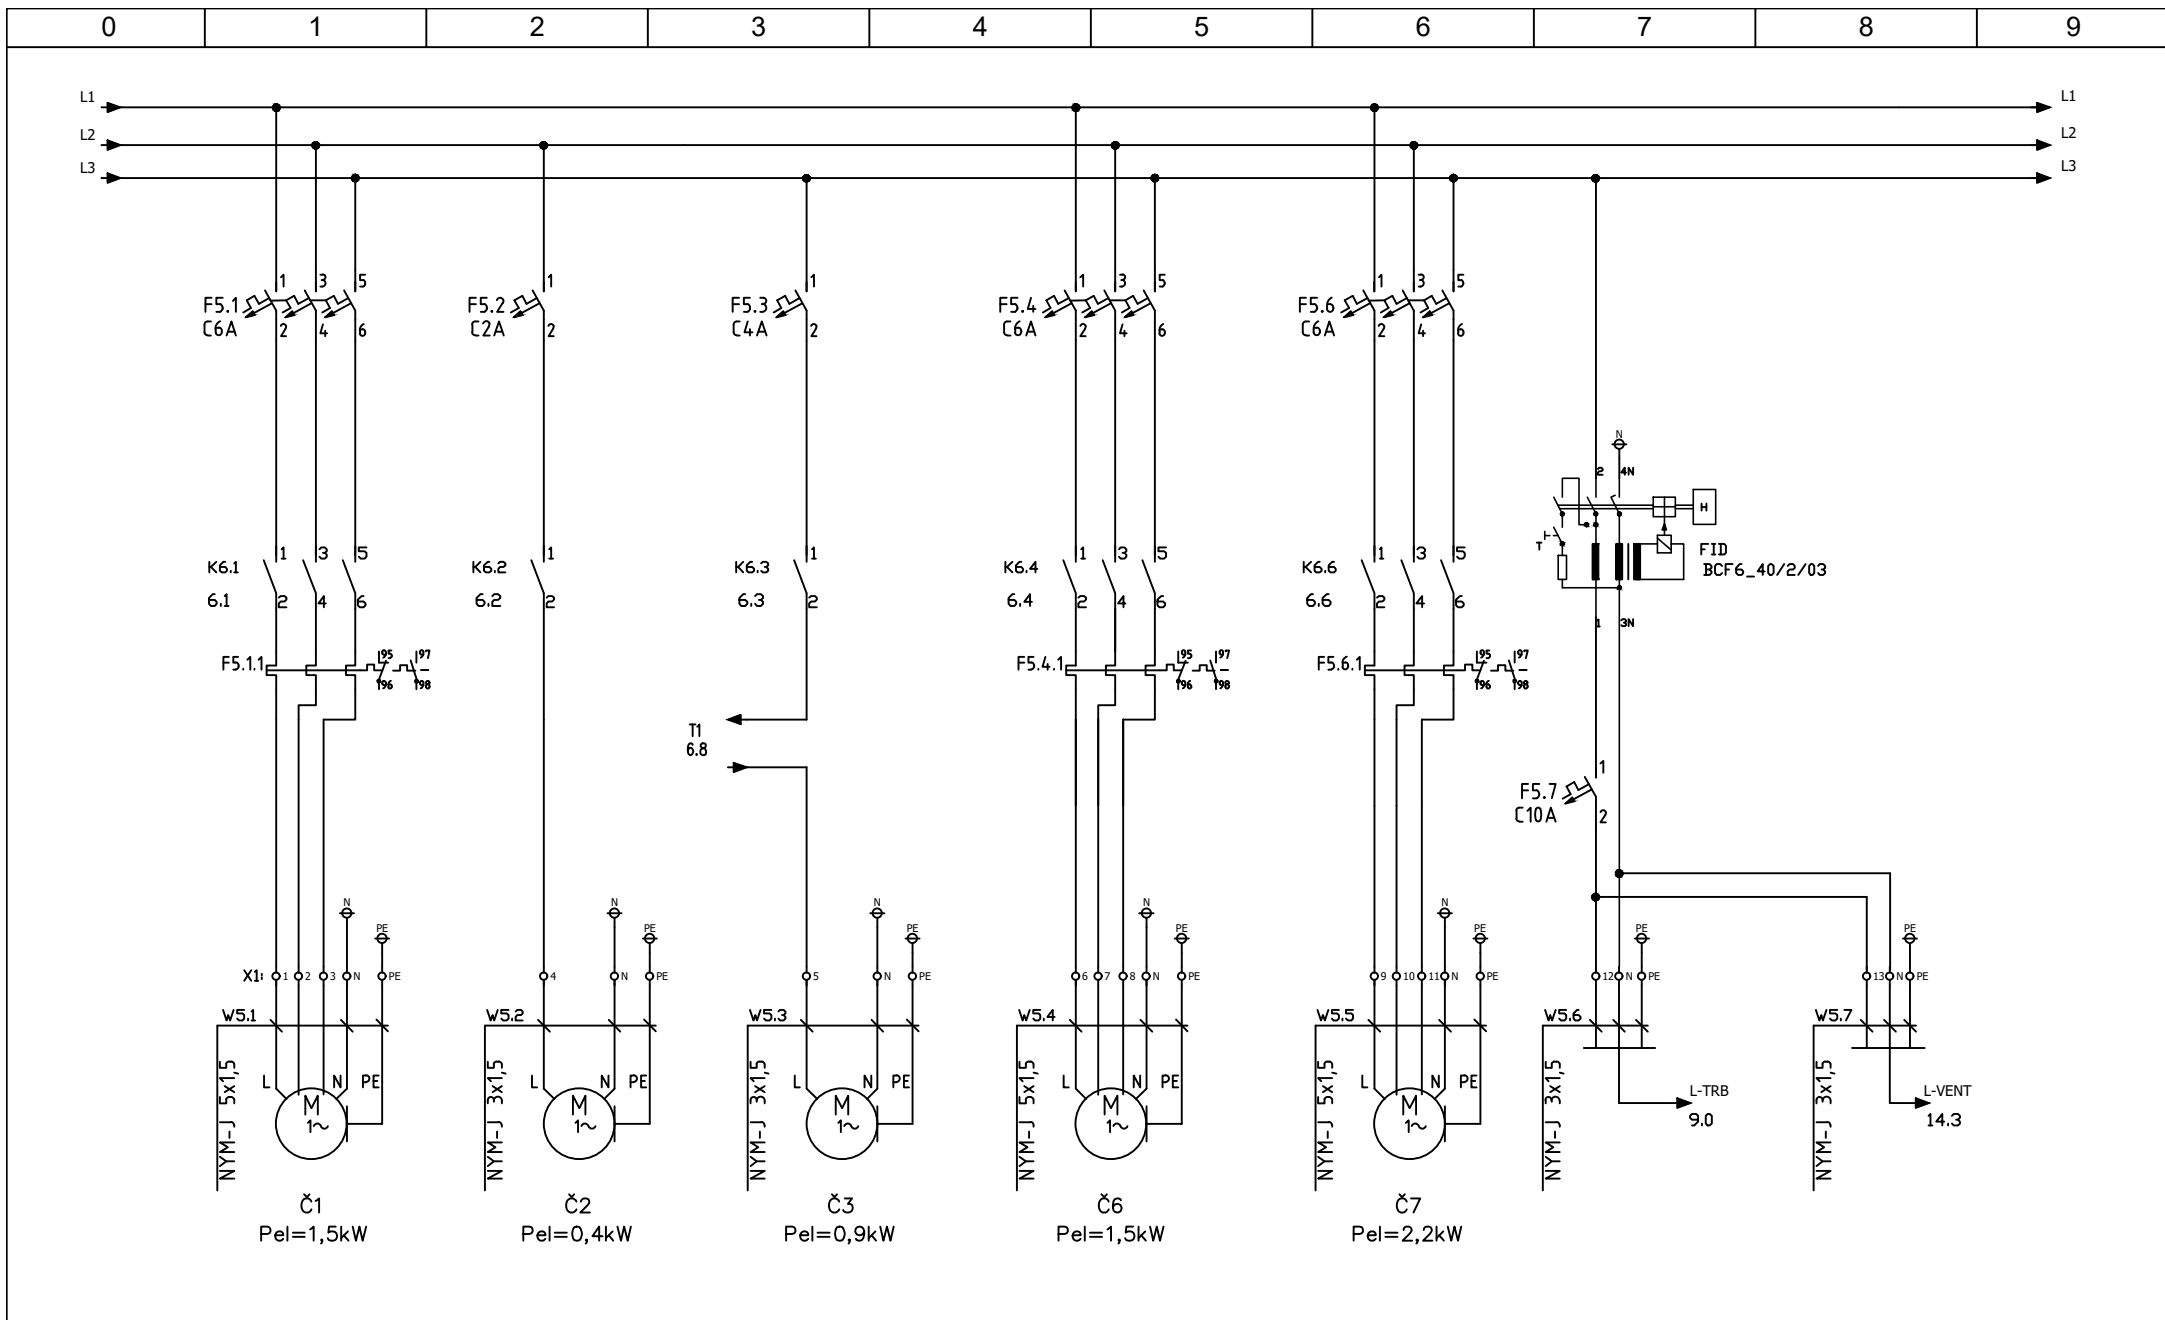 0 1 2 3 4 5 6 7 8 9
L1 L1
L2 L2
L3 L3
1 3 5 1 1 1 3 5 1 3 5
F5.1 F5.2 F5.3 F5.4 F5.6
C6A C2A C4A C6A C6A
2 4 6 2 2 2 4 6 2 4 6
N
2 4N
H
T
FID
BCF6_40/2/03
1 3 5 1 1 1 3 5 1 3 5
K6.1 K6.2 K6.3 K6.4 K6.6
6.1 6.2 6.3 6.4 6.6
2 4 6 2 2 2 4 6 2 4 6
1 3N
F5.1.1 95 97 F5.4.1 95 97 F5.6.1 95 97
96 98 96 98 96 98
T1
6.8
1
F5.7
C10A
2
N N N N N
PE PE PE PE PE PE PE
X1: 1 2 3 N PE 4 N PE 5 N PE 6 7 8 N PE 9 10 11 N PE 12 N PE 13 N PE
W5.1 W5.2 W5.3 W5.4 W5.5 W5.6 W5.7
NYM-J 5x1,5 NYM-J 3x1,5 NYM-J 3x1,5 NYM-J 5x1,5 NYM-J 5x1,5 NYM-J 3x1,5 NYM-J 3x1,5
L N PE L N PE L N PE L N PE L N PE
M M M M M
1~ 1~ 1~ 1~ 1~
L-TRB L-VENT
9.0 14.3
Č1 Č2 Č3 Č6 Č7
Pel=1,5kW Pel=0,4kW Pel=0,9kW Pel=1,5kW Pel=2,2kW